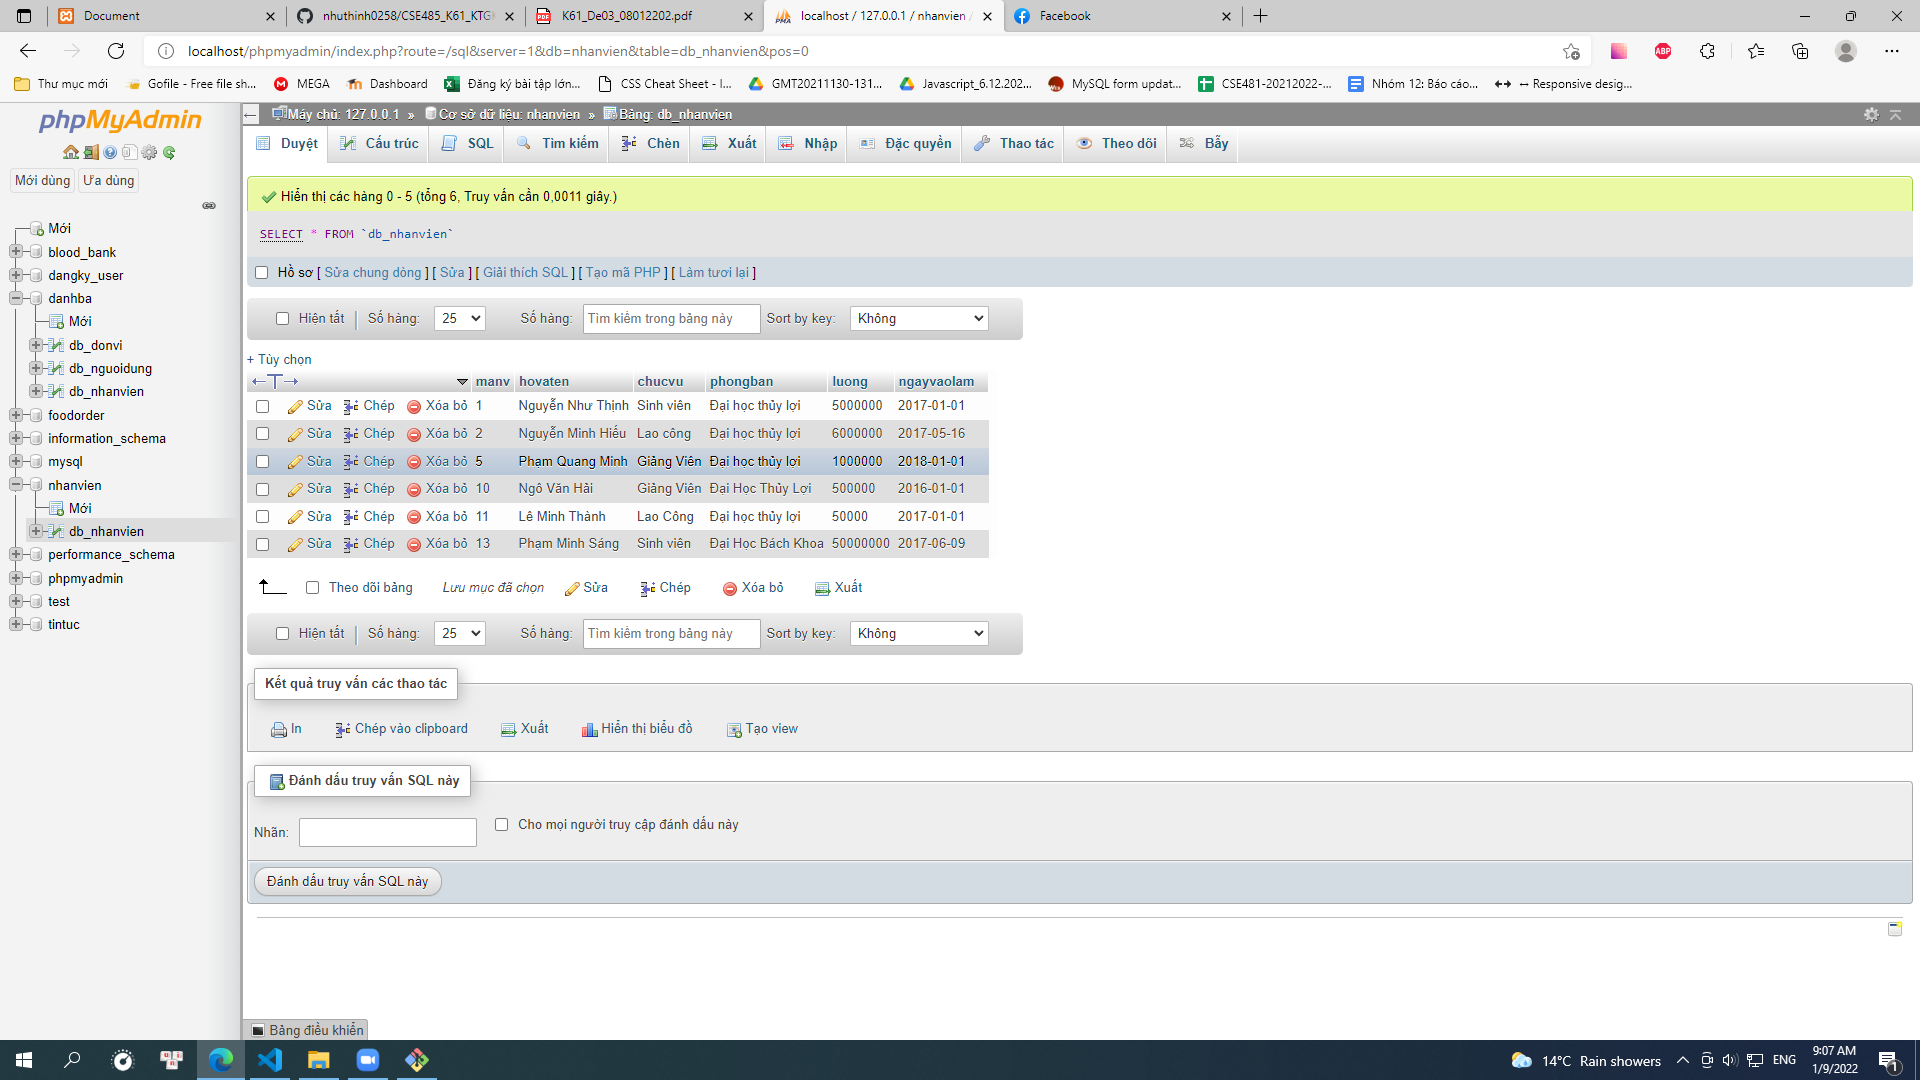 Document
nhuthinh0258/CSE485_K61_KTG
K61_De03_08012202.pdf
localhost / 127.0.0.1 / nhanvien /
Facebook
localhost/phpmyadmin/index.php?route=/sql&server=1&db=nhanvien&table=db_nhanvien&pos=0
Thư mục mới
Gofile - Free file sh...
MEGA
Dashboard
Đăng ký bài tập lớn...
CSS Cheat Sheet - I...
GMT20211130-131...
Javascript_6.12.202...
MySQL form updat...
CSE481-20212022-...
Nhóm 12: Báo cáo...
↔ Responsive desig...
phpMyAdmin
Mới dùng Ưa dùng
Mới
blood_bank
dangky_user
danhba
Mới
db_donvi
db_nguoidung
db_nhanvien
foodorder
information_schema
mysql
nhanvien
Mới
db_nhanvien
performance_schema
phpmyadmin
test
tintuc
Máy chủ: 127.0.0.1 » Cơ sở dữ liệu: nhanvien » Bảng: db_nhanvien
Duyệt Cấu trúc SQL Tìm kiếm Chèn Xuất Nhập Đặc quyền Thao tác Theo dõi Bẫy
Hiển thị các hàng 0 - 5 (tổng 6, Truy vấn cần 0,0011 giây.)
SELECT * FROM `db_nhanvien`
Hồ sơ [ Sửa chung dòng ] [ Sửa ] [ Giải thích SQL ] [ Tạo mã PHP ] [ Làm tươi lại ]
Hiện tất | Số hàng: 25 Số hàng: Tìm kiếm trong bảng này Sort by key: Không
+ Tùy chọn
←T→ manv hovaten chucvu phongban luong ngayvaolam
Sửa Chép Xóa bỏ 1 Nguyễn Như Thịnh Sinh viên Đại học thủy lợi 5000000 2017-01-01
Sửa Chép Xóa bỏ 2 Nguyễn Minh Hiếu Lao công Đại học thủy lợi 6000000 2017-05-16
Sửa Chép Xóa bỏ 5 Phạm Quang Minh Giảng Viên Đại học thủy lợi 1000000 2018-01-01
Sửa Chép Xóa bỏ 10 Ngô Văn Hải Giảng Viên Đại Học Thủy Lợi 500000 2016-01-01
Sửa Chép Xóa bỏ 11 Lê Minh Thành Lao Công Đại học thủy lợi 50000 2017-01-01
Sửa Chép Xóa bỏ 13 Phạm Minh Sáng Sinh viên Đại Học Bách Khoa 50000000 2017-06-09
Theo dõi bảng Lưu mục đã chọn Sửa Chép Xóa bỏ Xuất
Hiện tất | Số hàng: 25 Số hàng: Tìm kiếm trong bảng này Sort by key: Không
Kết quả truy vấn các thao tác
In Chép vào clipboard Xuất Hiển thị biểu đồ Tạo view
Đánh dấu truy vấn SQL này
Nhãn: Cho mọi người truy cập đánh dấu này
Đánh dấu truy vấn SQL này
Bảng điều khiển
14°C Rain showers
ENG
9:07 AM
1/9/2022
1